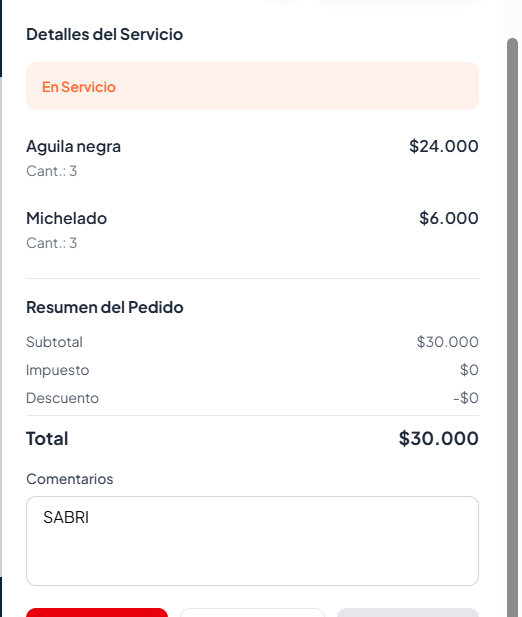 Detalles del Servicio
En Servicio
Aguila negra $24.000
Cant.: 3
Michelado $6.000
Cant.: 3
Resumen del Pedido
Subtotal $30.000
Impuesto $0
Descuento -$0
Total $30.000
Comentarios
SABRI